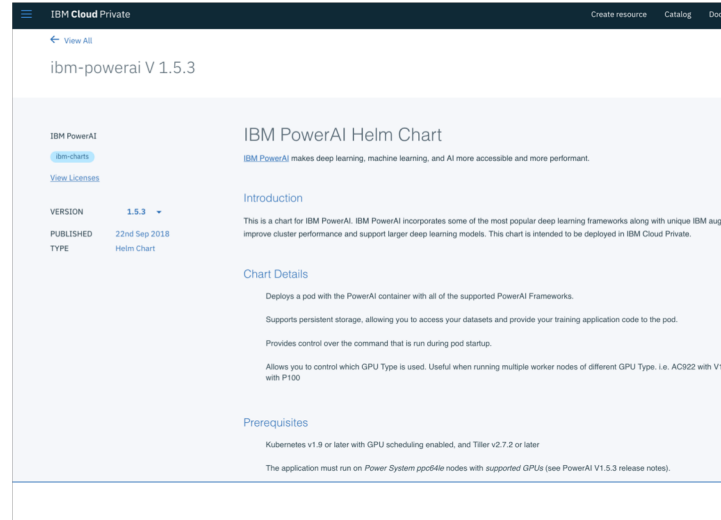 IBM Cloud Private Create resource Catalog Doc
← View All
ibm-powerai V 1.5.3
IBM PowerAI
ibm-charts
View Licenses
VERSION 1.5.3
PUBLISHED 22nd Sep 2018
TYPE Helm Chart
IBM PowerAI Helm Chart
IBM PowerAI makes deep learning, machine learning, and AI more accessible and more performant.
Introduction
This is a chart for IBM PowerAI. IBM PowerAI incorporates some of the most popular deep learning frameworks along with unique IBM aug
improve cluster performance and support larger deep learning models. This chart is intended to be deployed in IBM Cloud Private.
Chart Details
Deploys a pod with the PowerAI container with all of the supported PowerAI Frameworks.
Supports persistent storage, allowing you to access your datasets and provide your training application code to the pod.
Provides control over the command that is run during pod startup.
Allows you to control which GPU Type is used. Useful when running multiple worker nodes of different GPU Type. i.e. AC922 with V1
with P100
Prerequisites
Kubernetes v1.9 or later with GPU scheduling enabled, and Tiller v2.7.2 or later
The application must run on Power System ppc64le nodes with supported GPUs (see PowerAI V1.5.3 release notes).